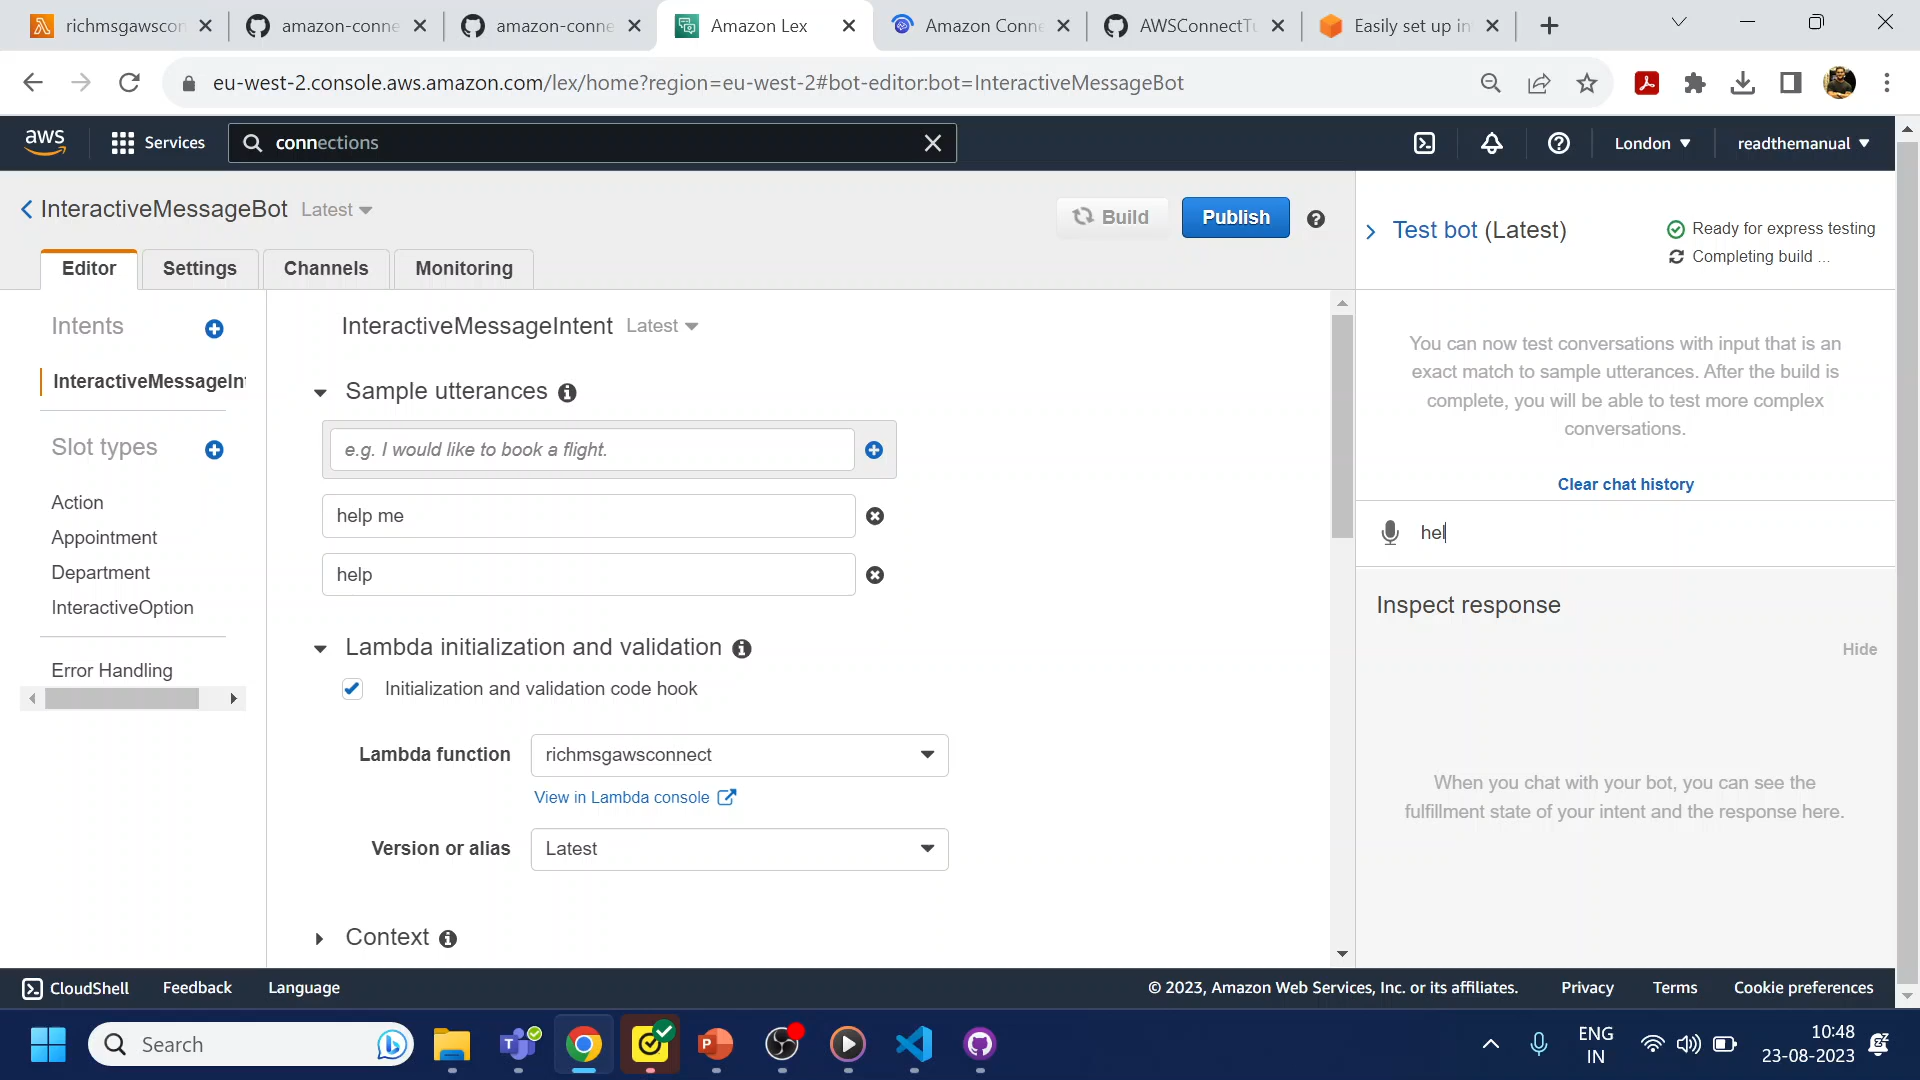 richmsgawscon
amazon-conne
amazon-conne
Amazon Lex
Amazon Conne
AWSConnectTu
Easily set up in
eu-west-2.console.aws.amazon.com/lex/home?region=eu-west-2#bot-editor:bot=InteractiveMessageBot
aws
Services
connections
London
readthemanual
InteractiveMessageBot
Latest
Build
Publish
Test bot (Latest)
Ready for express testing
Completing build ...
Editor
Settings
Channels
Monitoring
Intents
InteractiveMessageInt
Slot types
Action
Appointment
Department
InteractiveOption
Error Handling
InteractiveMessageIntent
Latest
Sample utterances
e.g. I would like to book a flight.
help me
help
Lambda initialization and validation
Initialization and validation code hook
Lambda function
richmsgawsconnect
View in Lambda console
Version or alias
Latest
Context
You can now test conversations with input that is an
exact match to sample utterances. After the build is
complete, you will be able to test more complex
conversations.
Clear chat history
hel
Inspect response
Hide
When you chat with your bot, you can see the
fulfillment state of your intent and the response here.
CloudShell
Feedback
Language
© 2023, Amazon Web Services, Inc. or its affiliates.
Privacy
Terms
Cookie preferences
Search
ENG
IN
10:48
23-08-2023